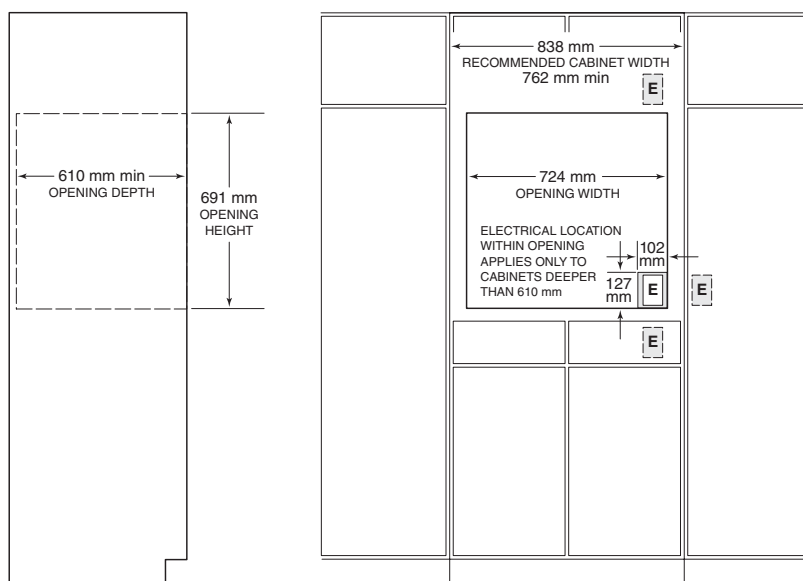 610 mm min
OPENING DEPTH
691 mm
OPENING
HEIGHT
838 mm
RECOMMENDED CABINET WIDTH
762 mm min
E
724 mm
OPENING WIDTH
ELECTRICAL LOCATION
WITHIN OPENING
APPLIES ONLY TO
CABINETS DEEPER
THAN 610 mm
102
mm
127
mm
E
E
E